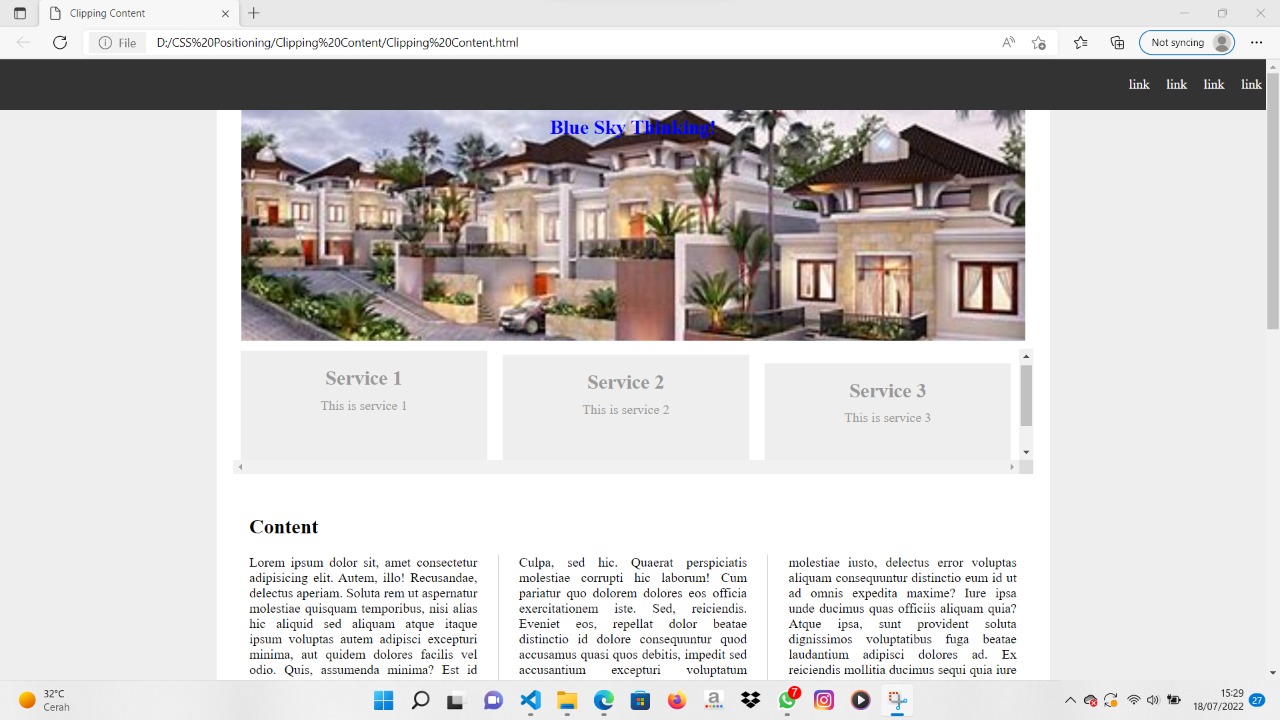 Clipping Content
File
D:/CSS%20Positioning/Clipping%20Content/Clipping%20Content.html
Not syncing
link link link link
Blue Sky Thinking!
Service 1
This is service 1
Service 2
This is service 2
Service 3
This is service 3
Content
Lorem ipsum dolor sit, amet consectetur
adipisicing elit. Autem, illo! Recusandae,
delectus aperiam. Soluta rem ut aspernatur
molestiae quisquam temporibus, nisi alias
hic aliquid sed aliquam atque itaque
ipsum voluptas autem adipisci excepturi
minima, aut quidem dolores facilis vel
odio. Quis, assumenda minima? Est id
Culpa, sed hic. Quaerat perspiciatis
molestiae corrupti hic laborum! Cum
pariatur quo dolorem dolores eos officia
exercitationem iste. Sed, reiciendis.
Eveniet eos, repellat dolor beatae
distinctio id dolore consequuntur quod
accusamus quasi quos debitis, impedit sed
accusantium excepturi voluptatum
molestiae iusto, delectus error voluptas
aliquam consequuntur distinctio eum id ut
ad omnis expedita maxime? Iure ipsa
unde ducimus quas officiis aliquam quia?
Atque ipsa, sunt provident soluta
dignissimos voluptatibus fuga beatae
laudantium adipisci dolores ad. Ex
reiciendis mollitia ducimus sequi quia iure
32°C
Cerah
a
7
15:29
18/07/2022
27